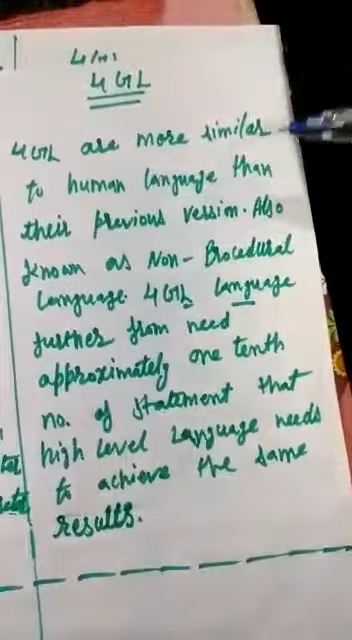 4GL
4GL are more similar
to human language than
their previous version. Also
known as Non-Procedural
Language. 4GL language
further from need
approximately one tenth
no. of statement that
high level Language needs
to achieve the same
results.